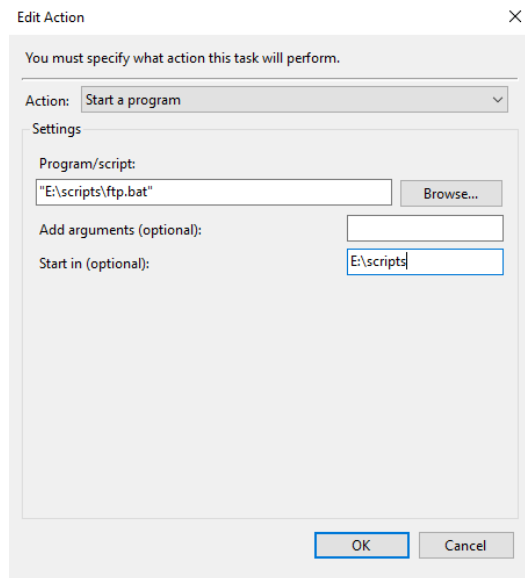 Edit Action
You must specify what action this task will perform.
Action: Start a program
Settings
Program/script:
"E:\scripts\ftp.bat"
Browse...
Add arguments (optional):
Start in (optional):
E:\scripts
OK
Cancel